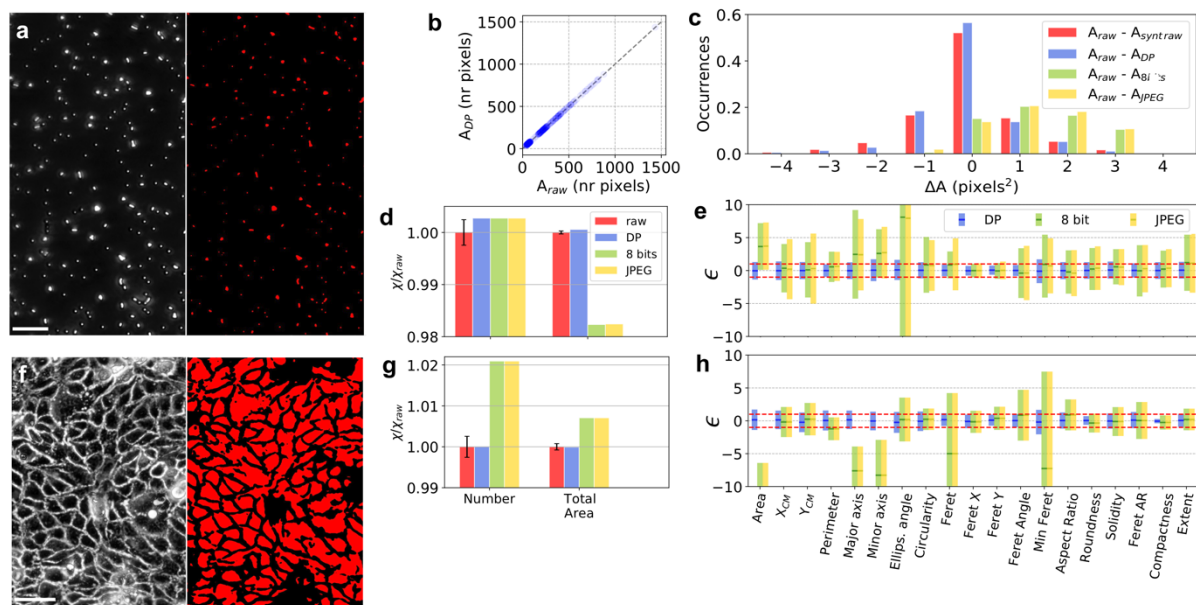 a
b
1500
1000
500
0
A_DP (nr pixels)
0 500 1000 1500
A_raw (nr pixels)
c
0.6
0.4
0.2
0.0
Occurrences
A_raw - A_syntraw
A_raw - A_DP
A_raw - A_8bits
A_raw - A_JPEG
−4 −3 −2 −1 0 1 2 3 4
ΔA (pixels²)
d
1.00
0.99
0.98
χ/χ_raw
raw
DP
8 bits
JPEG
e
10
5
0
−5
−10
ϵ
DP 8 bit JPEG
f
g
1.02
1.01
1.00
0.99
χ/χ_raw
Number
Total
Area
h
10
5
0
−5
−10
ϵ
Area
X_CM
Y_CM
Perimeter
Major axis
Minor axis
Ellips. angle
Circularity
Feret
Feret X
Feret Y
Feret Angle
Min Feret
Aspect Ratio
Roundness
Solidity
Feret AR
Compactness
Extent